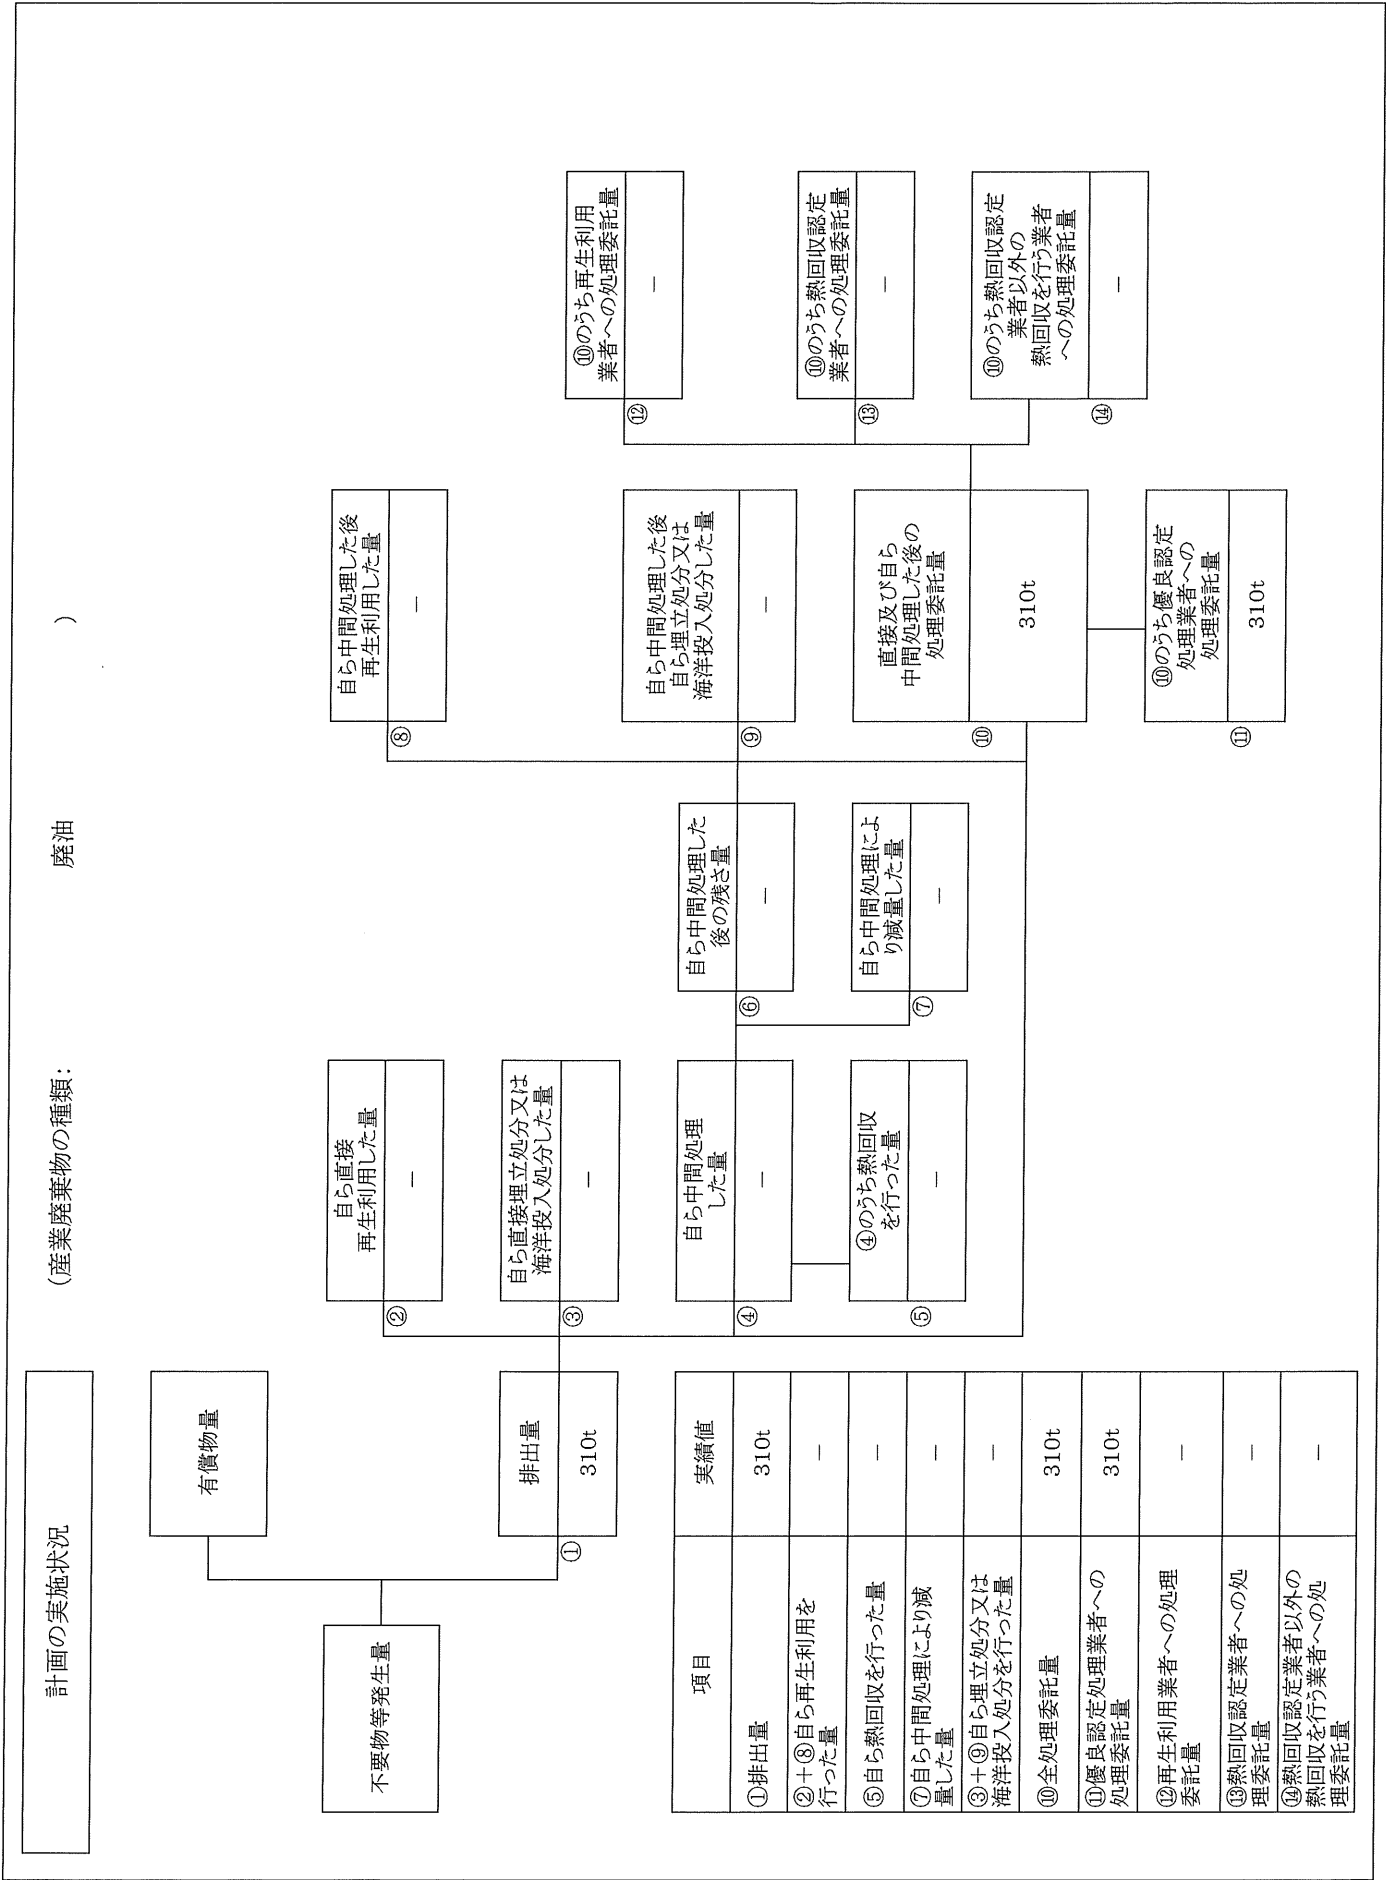 計画の実施状況
(産業廃棄物の種類: 廃油 )
不要物等発生量
有償物量
①
排出量
310t
②
自ら直接
再生利用した量
－
③
自ら直接埋立処分又は
海洋投入処分した量
－
④
自ら中間処理
した量
－
⑤
④のうち熱回収
を行った量
－
⑥
自ら中間処理した
後の残さ量
－
⑦
自ら中間処理によ
り減量した量
－
⑧
自ら中間処理した後
再生利用した量
－
⑨
自ら中間処理した後
自ら埋立処分又は
海洋投入処分した量
－
⑩
直接及び自ら
中間処理した後の
処理委託量
310t
⑪
⑩のうち優良認定
処理業者への
処理委託量
310t
⑫
⑩のうち再生利用
業者への処理委託量
－
⑬
⑩のうち熱回収認定
業者への処理委託量
－
⑭
⑩のうち熱回収認定
業者以外の
熱回収を行う業者
への処理委託量
－
項目 実績値
①排出量 310t
②＋⑧自ら再生利用を
行った量 －
⑤自ら熱回収を行った量 －
⑦自ら中間処理により減
量した量 －
③＋⑨自ら埋立処分又は
海洋投入処分を行った量 －
⑩全処理委託量 310t
⑪優良認定処理業者への
処理委託量 310t
⑫再生利用業者への処理
委託量 －
⑬熱回収認定業者への処
理委託量 －
⑭熱回収認定業者以外の
熱回収を行う業者への処
理委託量 －